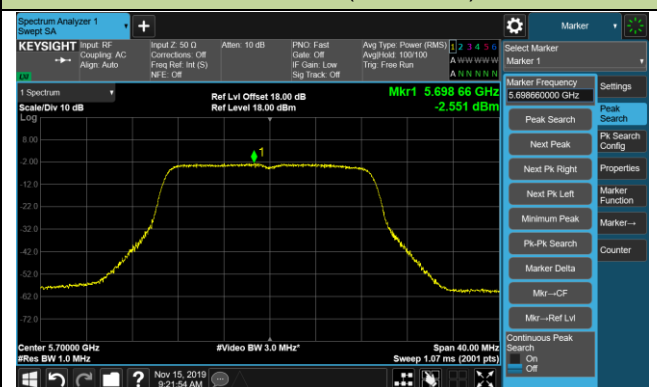 Spectrum Analyzer 1
Swept SA
+
Marker
KEYSIGHT
Input: RF
Coupling: AC
Align: Auto
Input Z: 50 Ω
Corrections: Off
Freq Ref: Int (S)
NFE: Off
Atten: 10 dB
PNO: Fast
Gate: Off
IF Gain: Low
Sig Track: Off
Avg Type: Power (RMS)
Avg|Hold: 100/100
Trig: Free Run
1 2 3 4 5 6
A W W W W W
A N N N N N
Select Marker
Marker 1
1 Spectrum
Scale/Div 10 dB
Log
Ref Lvl Offset 18.00 dB
Ref Level 18.00 dBm
Mkr1 5.698 66 GHz
-2.551 dBm
8.00
-2.00
-12.0
-22.0
-32.0
-42.0
-52.0
-62.0
-72.0
1
Center 5.70000 GHz
#Res BW 1.0 MHz
#Video BW 3.0 MHz*
Span 40.00 MHz
Sweep 1.07 ms (2001 pts)
Marker Frequency
5.698660000 GHz
Peak Search
Next Peak
Next Pk Right
Next Pk Left
Minimum Peak
Pk-Pk Search
Marker Delta
Mkr→CF
Mkr→Ref Lvl
Continuous Peak
Search
On
Off
Settings
Peak
Search
Pk Search
Config
Properties
Marker
Function
Marker→
Counter
?
Nov 15, 2019
9:21:54 AM